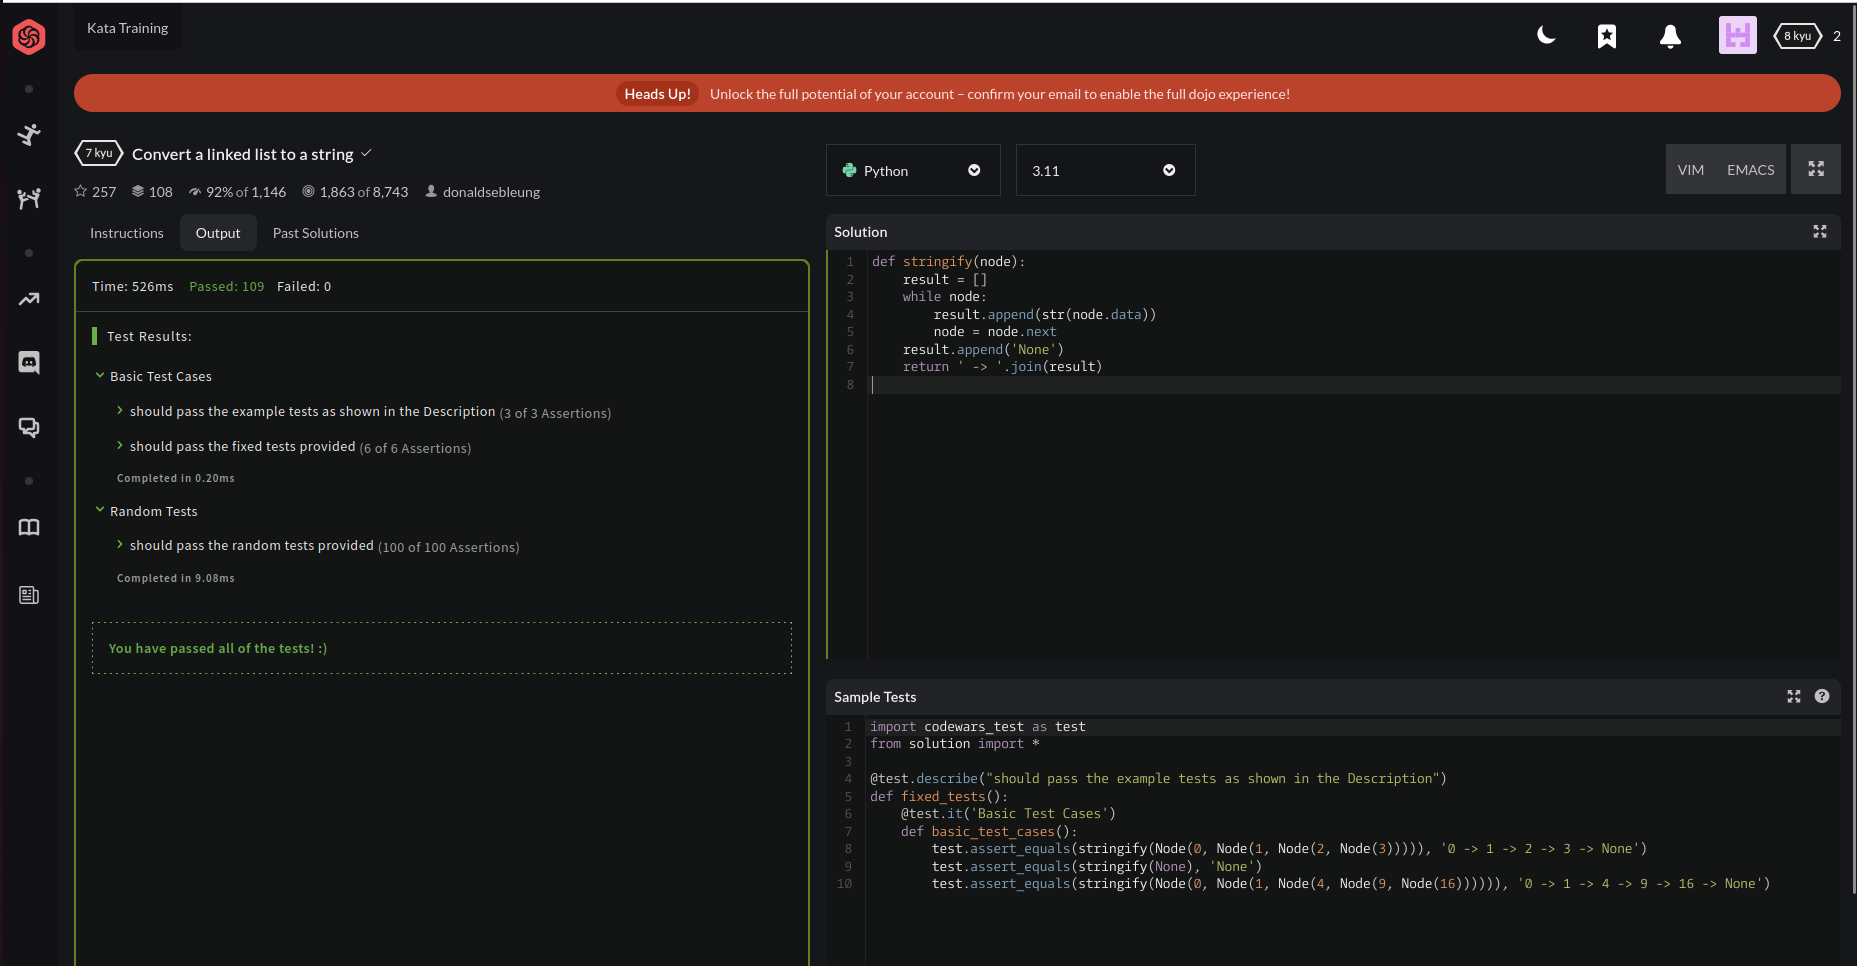 Kata Training
8 kyu 2
Heads Up! Unlock the full potential of your account – confirm your email to enable the full dojo experience!
7 kyu Convert a linked list to a string
257 108 92% of 1,146 1,863 of 8,743 donaldsebleung
Instructions Output Past Solutions
Time: 526ms Passed: 109 Failed: 0
Test Results:
Basic Test Cases
should pass the example tests as shown in the Description (3 of 3 Assertions)
should pass the fixed tests provided (6 of 6 Assertions)
Completed in 0.20ms
Random Tests
should pass the random tests provided (100 of 100 Assertions)
Completed in 9.08ms
You have passed all of the tests! :)
Python 3.11 VIM EMACS
Solution
1 def stringify(node):
2     result = []
3     while node:
4         result.append(str(node.data))
5         node = node.next
6     result.append('None')
7     return ' -> '.join(result)
8
Sample Tests
1 import codewars_test as test
2 from solution import *
3
4 @test.describe("should pass the example tests as shown in the Description")
5 def fixed_tests():
6     @test.it('Basic Test Cases')
7     def basic_test_cases():
8         test.assert_equals(stringify(Node(0, Node(1, Node(2, Node(3))))), '0 -> 1 -> 2 -> 3 -> None')
9         test.assert_equals(stringify(None), 'None')
10         test.assert_equals(stringify(Node(0, Node(1, Node(4, Node(9, Node(16)))))), '0 -> 1 -> 4 -> 9 -> 16 -> None')